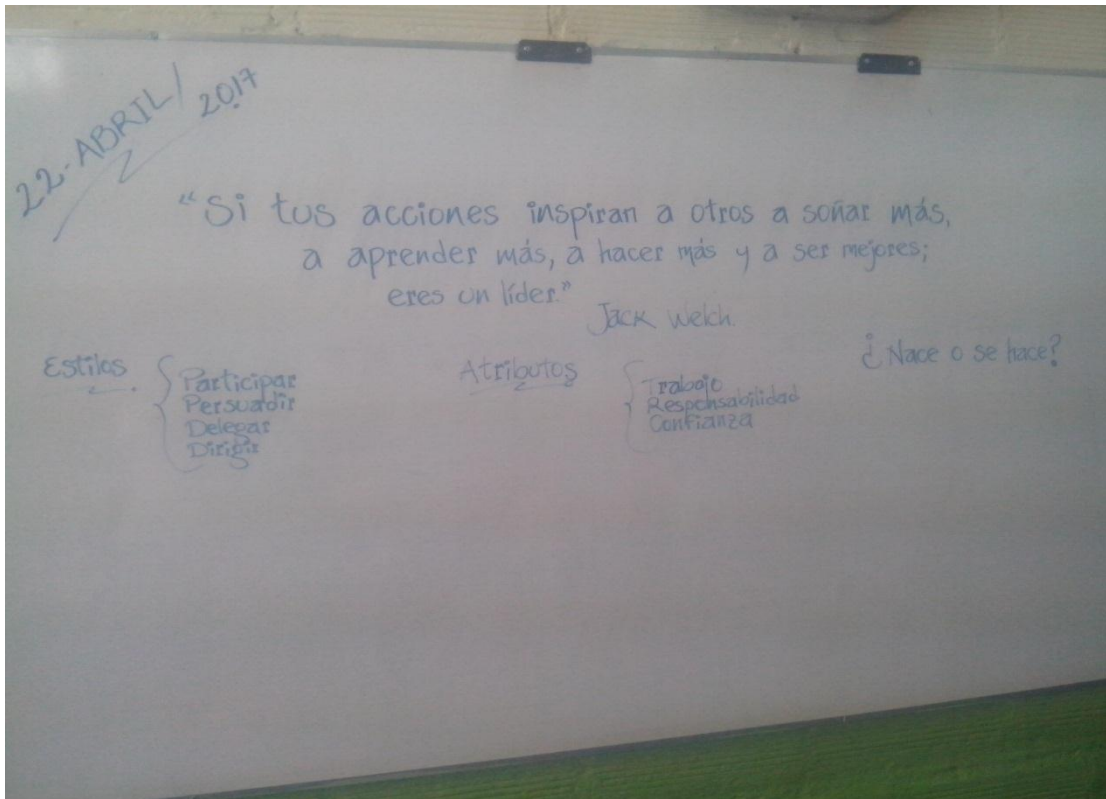 22-ABRIL/2017
"Si tus acciones inspiran a otros a soñar más,
a aprender más, a hacer más y a ser mejores;
eres un líder."
Jack Welch.
¿Nace o se hace?
Estilos
Participar
Persuadir
Delegar
Dirigir
Atributos
Trabajo
Responsabilidad
Confianza